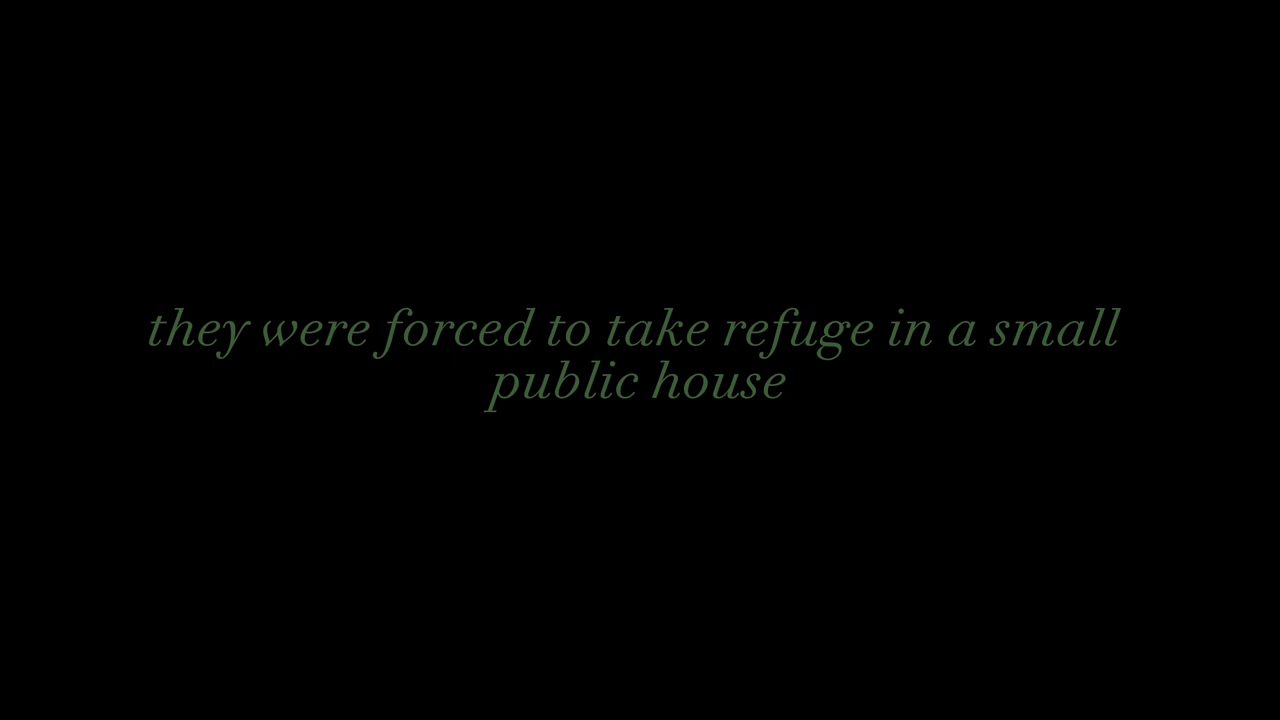 they were forced to take refuge in a small
public house